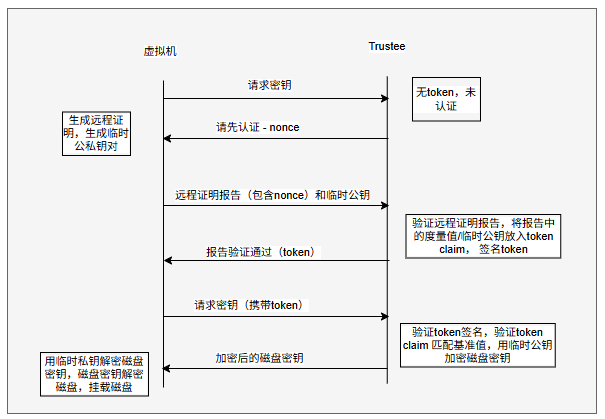 虚拟机
Trustee
请求密钥
无token，未
认证
生成远程证
明，生成临时
公私钥对
请先认证 - nonce
远程证明报告（包含nonce）和临时公钥
验证远程证明报告，将报告中
的度量值/临时公钥放入token
claim， 签名token
报告验证通过（token）
请求密钥（携带token）
验证token签名，验证token
claim 匹配基准值，用临时公钥
加密磁盘密钥
加密后的磁盘密钥
用临时私钥解密磁盘
密钥，磁盘密钥解密
磁盘，挂载磁盘